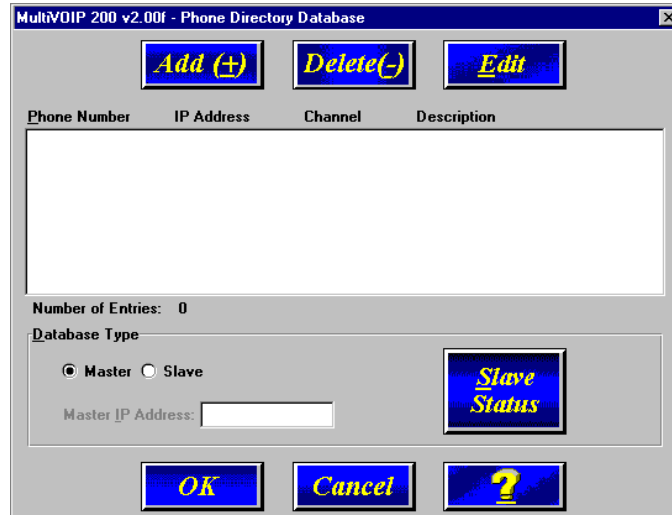 MultiVOIP 200 v2.00f - Phone Directory Database
Add (+) Delete(-) Edit
Phone Number IP Address Channel Description
Number of Entries: 0
Database Type
Master Slave
Slave Status
Master IP Address:
OK Cancel ?